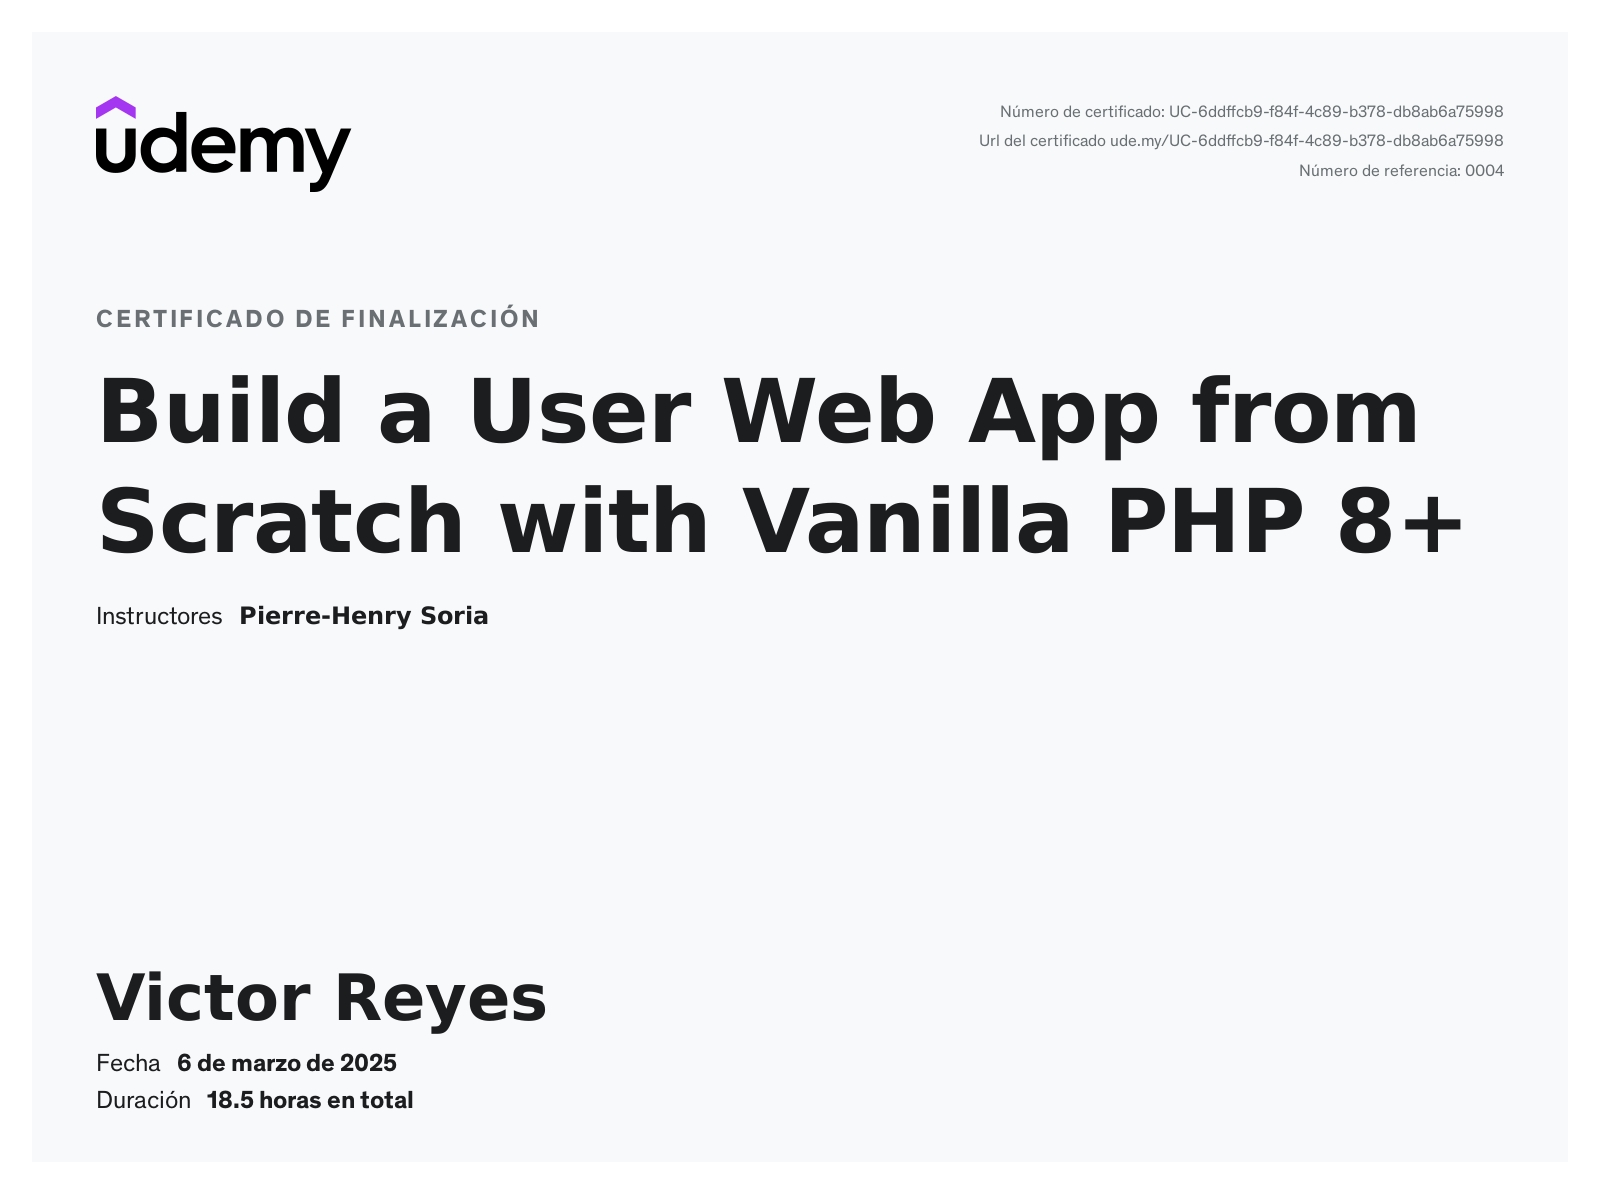 udemy
Número de certificado: UC-6ddffcb9-f84f-4c89-b378-db8ab6a75998
Url del certificado ude.my/UC-6ddffcb9-f84f-4c89-b378-db8ab6a75998
Número de referencia: 0004
CERTIFICADO DE FINALIZACIÓN
Build a User Web App from
Scratch with Vanilla PHP 8+
Instructores Pierre-Henry Soria
Victor Reyes
Fecha 6 de marzo de 2025
Duración 18.5 horas en total